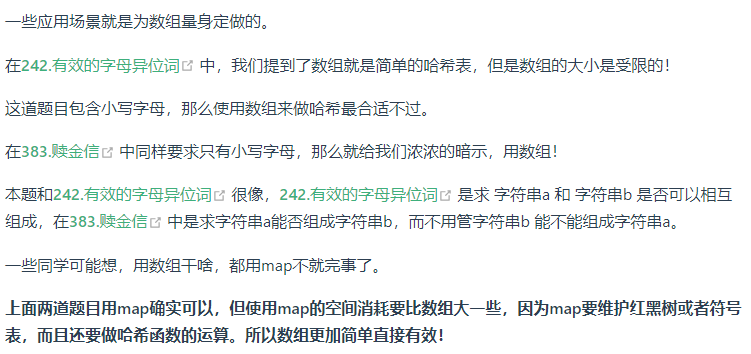 一些应用场景就是为数组量身定做的。
在242.有效的字母异位词 中，我们提到了数组就是简单的哈希表，但是数组的大小是受限的！
这道题目包含小写字母，那么使用数组来做哈希最合适不过。
在383.赎金信 中同样要求只有小写字母，那么就给我们浓浓的暗示，用数组！
本题和242.有效的字母异位词 很像，242.有效的字母异位词 是求 字符串a 和 字符串b 是否可以相互
组成，在383.赎金信 中是求字符串a能否组成字符串b，而不用管字符串b 能不能组成字符串a。
一些同学可能想，用数组干啥，都用map不就完事了。
上面两道题目用map确实可以，但使用map的空间消耗要比数组大一些，因为map要维护红黑树或者符号
表，而且还要做哈希函数的运算。所以数组更加简单直接有效！